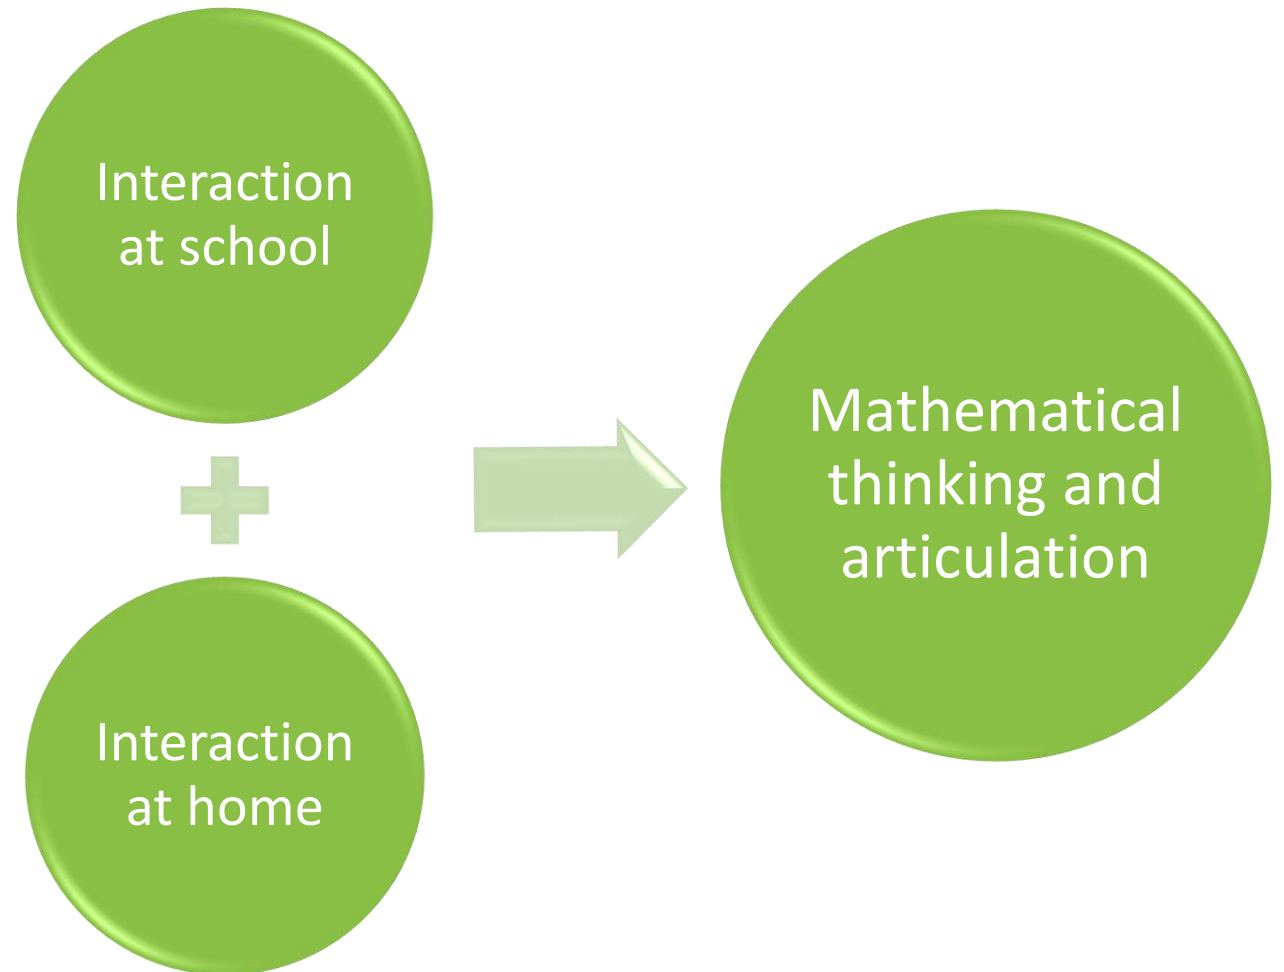 Interaction
at school
Interaction
at home
Mathematical
thinking and
articulation